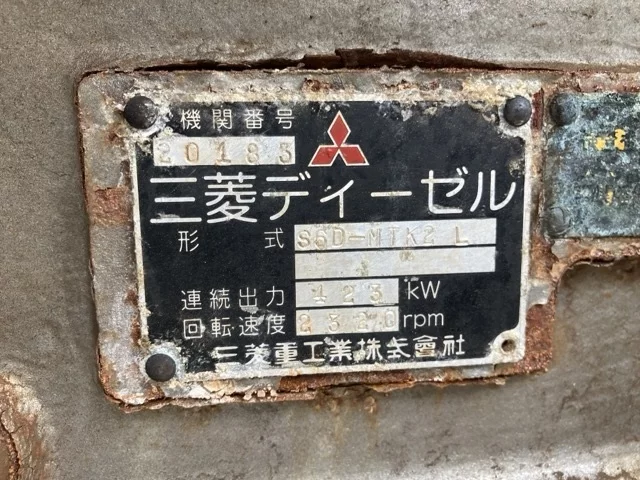 機関番号
20183
三菱ディーゼル
形式 S6D-MTK2 L
連続出力 123 kW
回転速度 2320 rpm
三菱重工業株式會社